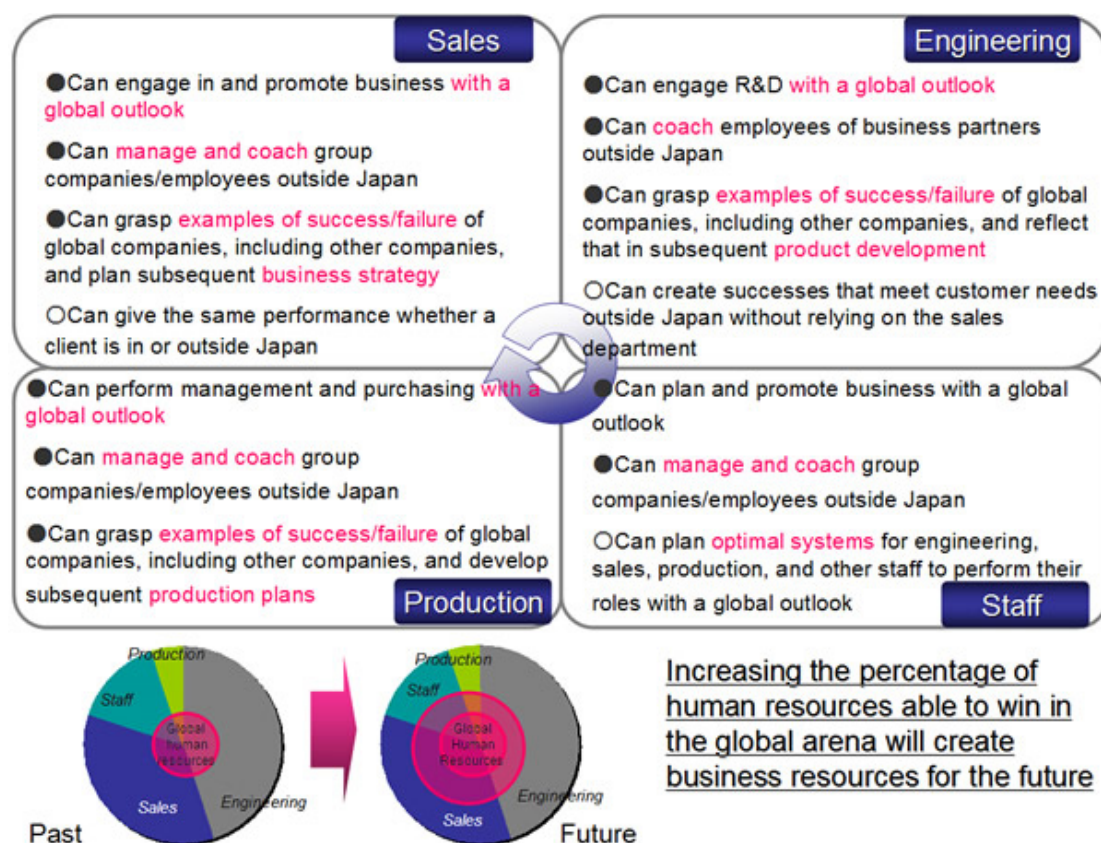 Sales
●Can engage in and promote business with a
global outlook
●Can manage and coach group
companies/employees outside Japan
●Can grasp examples of success/failure of
global companies, including other companies,
and plan subsequent business strategy
○Can give the same performance whether a
client is in or outside Japan
Engineering
●Can engage R&D with a global outlook
●Can coach employees of business partners
outside Japan
●Can grasp examples of success/failure of global
companies, including other companies, and reflect
that in subsequent product development
○Can create successes that meet customer needs
outside Japan without relying on the sales
department
●Can perform management and purchasing with a
global outlook
●Can manage and coach group
companies/employees outside Japan
●Can grasp examples of success/failure of global
companies, including other companies, and develop
subsequent production plans
Production
●Can plan and promote business with a global
outlook
●Can manage and coach group
companies/employees outside Japan
○Can plan optimal systems for engineering,
sales, production, and other staff to perform their
roles with a global outlook
Staff
Production
Staff
Global
human
resources
Sales
Engineering
Past
Production
Staff
Global
Human
Resources
Sales
Engineering
Future
Increasing the percentage of
human resources able to win in
the global arena will create
business resources for the future